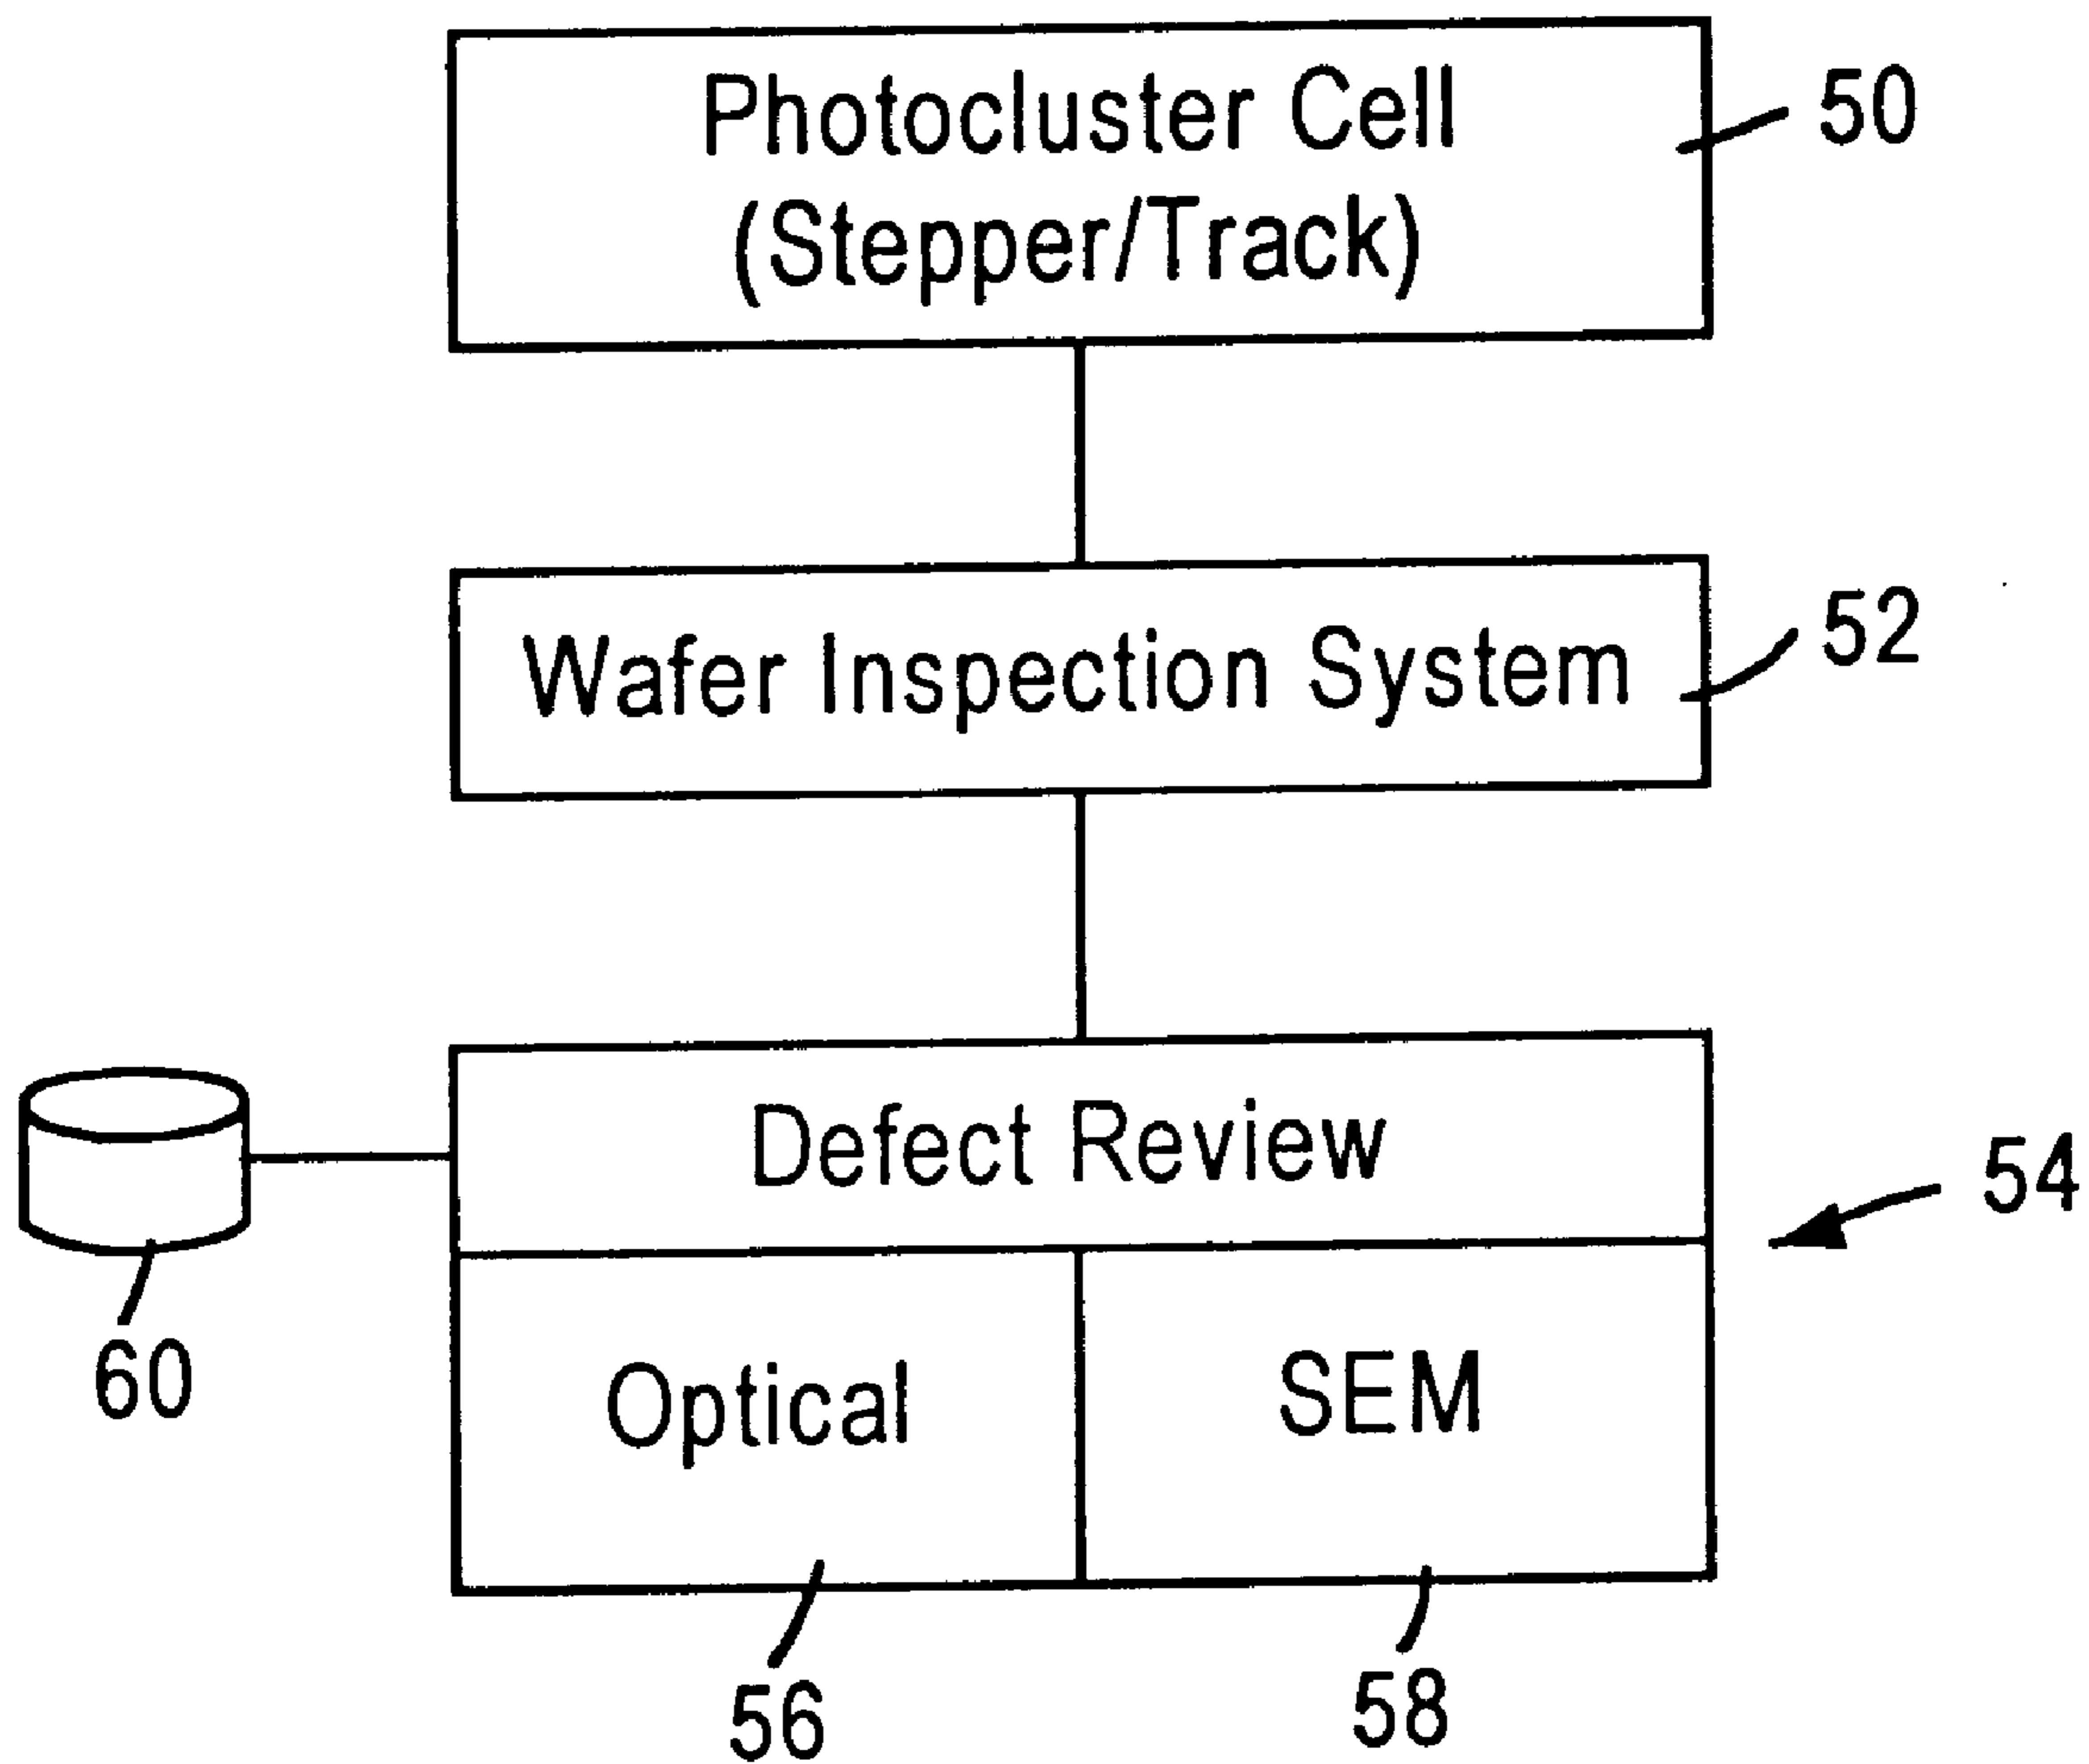 Photocluster Cell
(Stepper/Track)
50
Wafer Inspection System
52
Defect Review
54
60
Optical
SEM
56
58